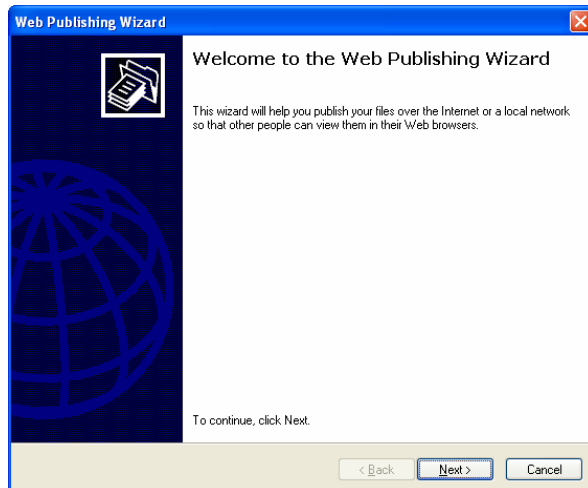 Web Publishing Wizard
Welcome to the Web Publishing Wizard
This wizard will help you publish your files over the Internet or a local network
so that other people can view them in their Web browsers.
To continue, click Next.
< Back Next > Cancel